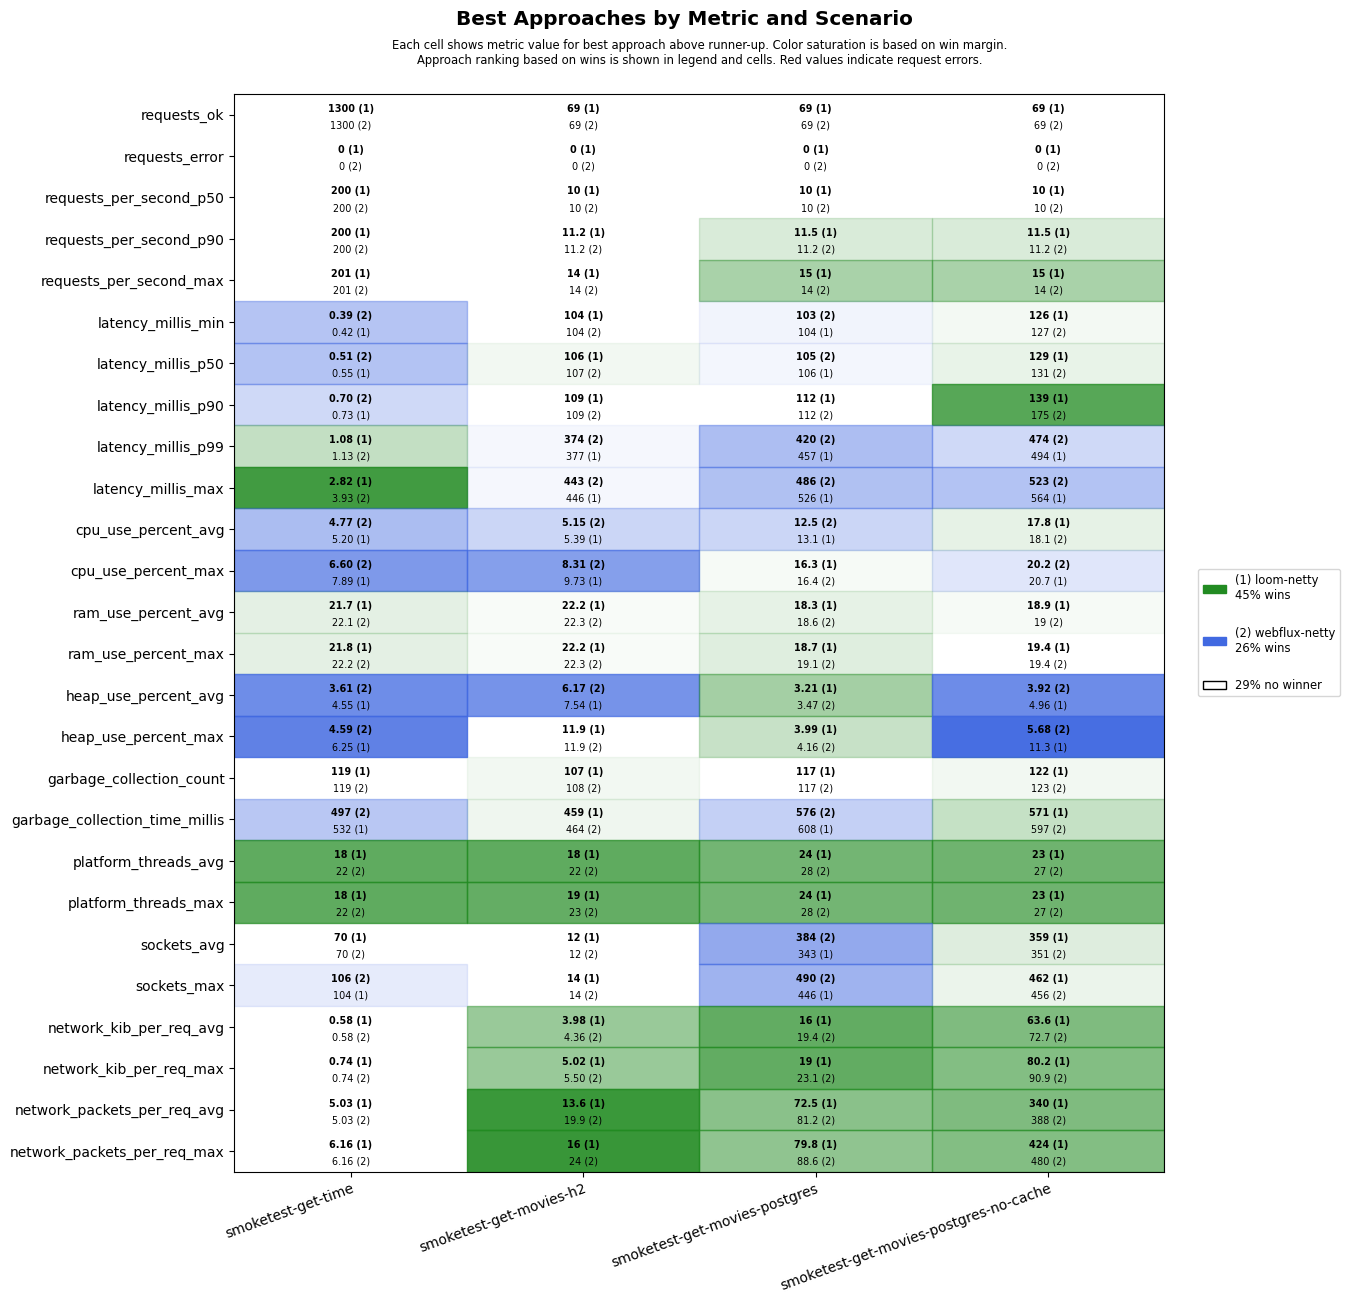 Best Approaches by Metric and Scenario
Each cell shows metric value for best approach above runner-up. Color saturation is based on win margin.
Approach ranking based on wins is shown in legend and cells. Red values indicate request errors.
requests_ok
1300 (1) 69 (1) 69 (1) 69 (1)
1300 (2) 69 (2) 69 (2) 69 (2)
requests_error
0 (1) 0 (1) 0 (1) 0 (1)
0 (2) 0 (2) 0 (2) 0 (2)
requests_per_second_p50
200 (1) 10 (1) 10 (1) 10 (1)
200 (2) 10 (2) 10 (2) 10 (2)
requests_per_second_p90
200 (1) 11.2 (1) 11.5 (1) 11.5 (1)
200 (2) 11.2 (2) 11.2 (2) 11.2 (2)
requests_per_second_max
201 (1) 14 (1) 15 (1) 15 (1)
201 (2) 14 (2) 14 (2) 14 (2)
latency_millis_min
0.39 (2) 104 (1) 103 (2) 126 (1)
0.42 (1) 104 (2) 104 (1) 127 (2)
latency_millis_p50
0.51 (2) 106 (1) 105 (2) 129 (1)
0.55 (1) 107 (2) 106 (1) 131 (2)
latency_millis_p90
0.70 (2) 109 (1) 112 (1) 139 (1)
0.73 (1) 109 (2) 112 (2) 175 (2)
latency_millis_p99
1.08 (1) 374 (2) 420 (2) 474 (2)
1.13 (2) 377 (1) 457 (1) 494 (1)
latency_millis_max
2.82 (1) 443 (2) 486 (2) 523 (2)
3.93 (2) 446 (1) 526 (1) 564 (1)
cpu_use_percent_avg
4.77 (2) 5.15 (2) 12.5 (2) 17.8 (1)
5.20 (1) 5.39 (1) 13.1 (1) 18.1 (2)
cpu_use_percent_max
6.60 (2) 8.31 (2) 16.3 (1) 20.2 (2)
7.89 (1) 9.73 (1) 16.4 (2) 20.7 (1)
ram_use_percent_avg
21.7 (1) 22.2 (1) 18.3 (1) 18.9 (1)
22.1 (2) 22.3 (2) 18.6 (2) 19 (2)
ram_use_percent_max
21.8 (1) 22.2 (1) 18.7 (1) 19.4 (1)
22.2 (2) 22.3 (2) 19.1 (2) 19.4 (2)
heap_use_percent_avg
3.61 (2) 6.17 (2) 3.21 (1) 3.92 (2)
4.55 (1) 7.54 (1) 3.47 (2) 4.96 (1)
heap_use_percent_max
4.59 (2) 11.9 (1) 3.99 (1) 5.68 (2)
6.25 (1) 11.9 (2) 4.16 (2) 11.3 (1)
garbage_collection_count
119 (1) 107 (1) 117 (1) 122 (1)
119 (2) 108 (2) 117 (2) 123 (2)
garbage_collection_time_millis
497 (2) 459 (1) 576 (2) 571 (1)
532 (1) 464 (2) 608 (1) 597 (2)
platform_threads_avg
18 (1) 18 (1) 24 (1) 23 (1)
22 (2) 22 (2) 28 (2) 27 (2)
platform_threads_max
18 (1) 19 (1) 24 (1) 23 (1)
22 (2) 23 (2) 28 (2) 27 (2)
sockets_avg
70 (1) 12 (1) 384 (2) 359 (1)
70 (2) 12 (2) 343 (1) 351 (2)
sockets_max
106 (2) 14 (1) 490 (2) 462 (1)
104 (1) 14 (2) 446 (1) 456 (2)
network_kib_per_req_avg
0.58 (1) 3.98 (1) 16 (1) 63.6 (1)
0.58 (2) 4.36 (2) 19.4 (2) 72.7 (2)
network_kib_per_req_max
0.74 (1) 5.02 (1) 19 (1) 80.2 (1)
0.74 (2) 5.50 (2) 23.1 (2) 90.9 (2)
network_packets_per_req_avg
5.03 (1) 13.6 (1) 72.5 (1) 340 (1)
5.03 (2) 19.9 (2) 81.2 (2) 388 (2)
network_packets_per_req_max
6.16 (1) 16 (1) 79.8 (1) 424 (1)
6.16 (2) 24 (2) 88.6 (2) 480 (2)
smoketest-get-time
smoketest-get-movies-h2
smoketest-get-movies-postgres
smoketest-get-movies-postgres-no-cache
(1) loom-netty
45% wins
(2) webflux-netty
26% wins
29% no winner